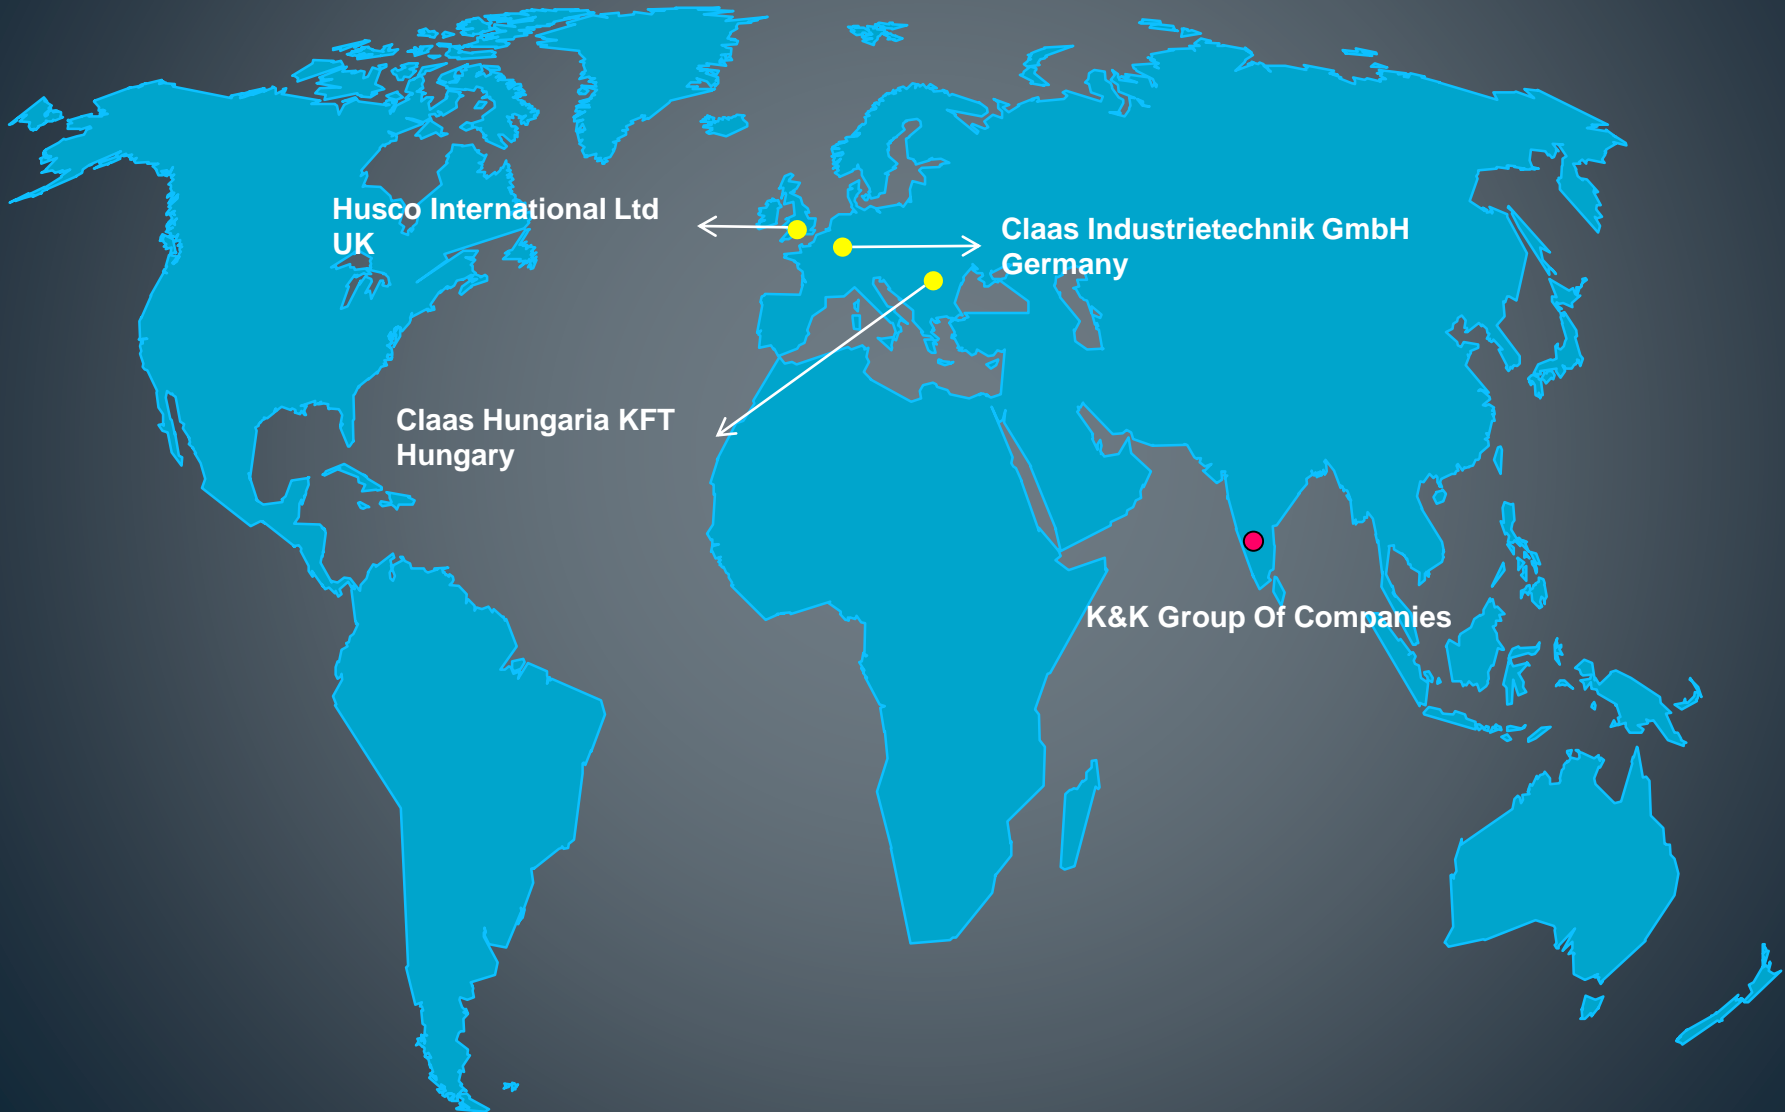 Husco International Ltd
UK
Claas Industrietechnik GmbH
Germany
Claas Hungaria KFT
Hungary
K&K Group Of Companies